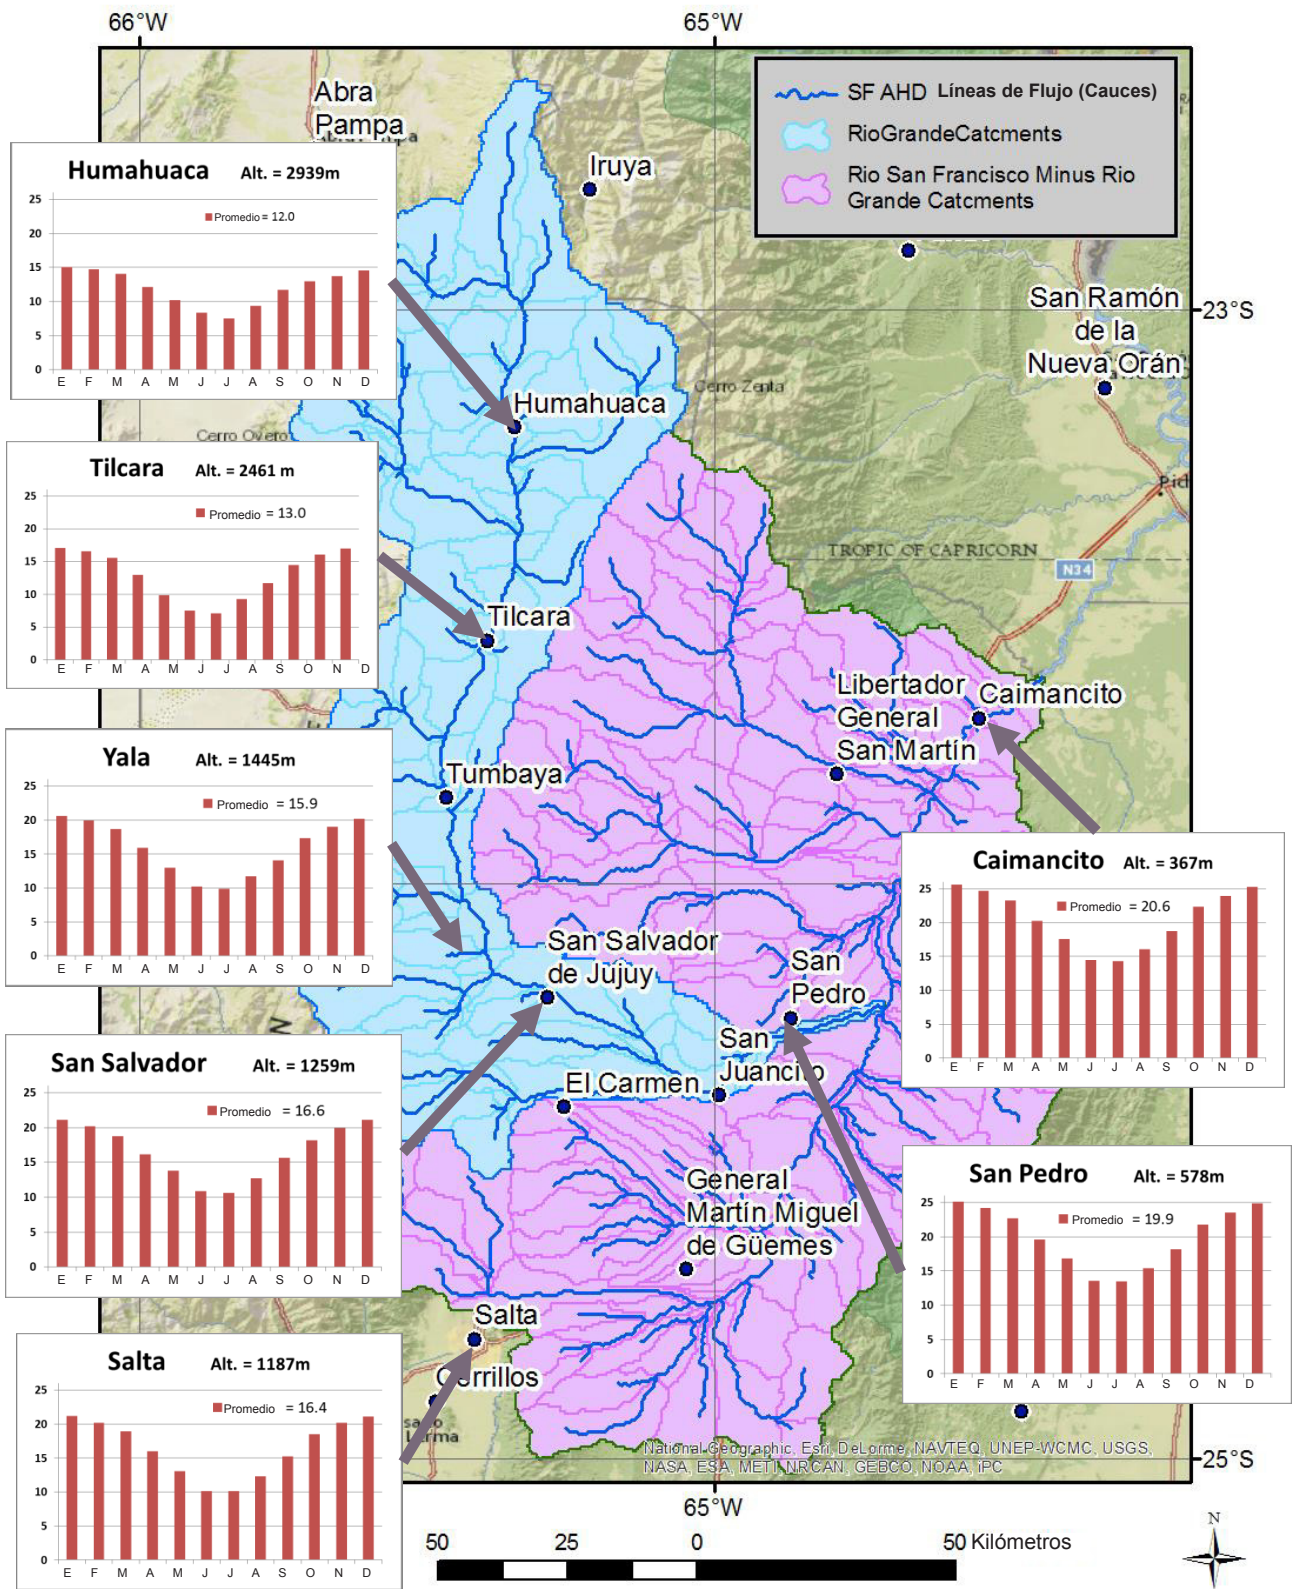 66°W
65°W
SF AHD Líneas de Flujo (Cauces)
RioGrandeCatcments
Rio San Francisco Minus Rio
Grande Catcments
Abra
Pampa
Iruya
San Ramón
de la
Nueva Orán
23°S
Humahuaca Alt. = 2939m
Promedio = 12.0
25
20
15
10
5
0
E F M A M J J A S O N D
Cerro Zenta
Humahuaca
Cerro Overo
Tilcara Alt. = 2461 m
Promedio = 13.0
25
20
15
10
5
0
E F M A M J J A S O N D
TROPIC OF CAPRICORN
N34
Tilcara
Libertador
General
San Martín
Caimancito
Yala Alt. = 1445m
Promedio = 15.9
25
20
15
10
5
0
E F M A M J J A S O N D
Tumbaya
Caimancito Alt. = 367m
Promedio = 20.6
25
20
15
10
5
0
E F M A M J J A S O N D
San Salvador
de Jujuy
San
Pedro
San
Juancito
El Carmen
San Salvador Alt. = 1259m
Promedio = 16.6
25
20
15
10
5
0
E F M A M J J A S O N D
San Pedro Alt. = 578m
Promedio = 19.9
25
20
15
10
5
0
E F M A M J J A S O N D
General
Martín Miguel
de Güemes
Salta
Cerrillos
Lerma
Salta Alt. = 1187m
Promedio = 16.4
25
20
15
10
5
0
E F M A M J J A S O N D
National Geographic, Esri, DeLorme, NAVTEQ, UNEP-WCMC, USGS,
NASA, ESA, METI, NRCAN, GEBCO, NOAA, iPC
25°S
65°W
50 25 0 50 Kilómetros
N